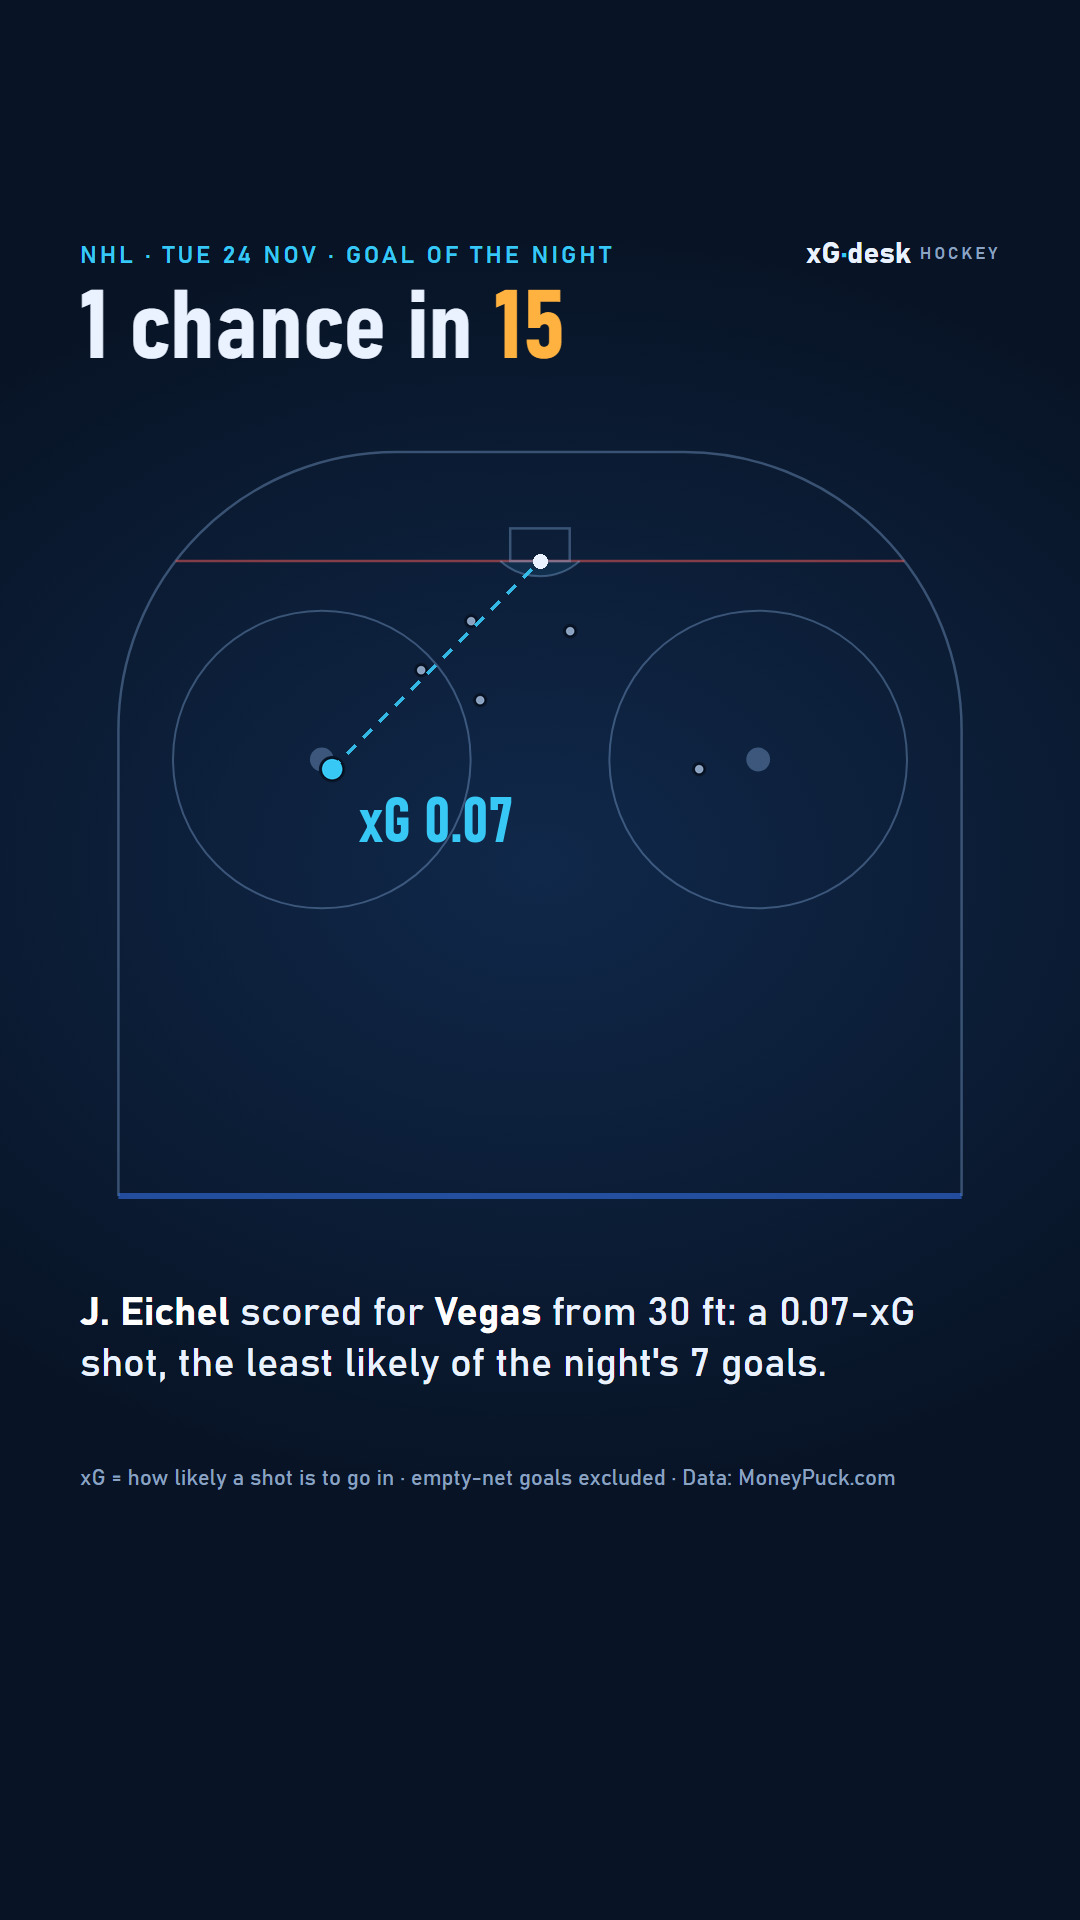 NHL · TUE 24 NOV · GOAL OF THE NIGHT
xG·desk HOCKEY
1 chance in 15
xG 0.07
J. Eichel scored for Vegas from 30 ft: a 0.07-xG
shot, the least likely of the night's 7 goals.
xG = how likely a shot is to go in · empty-net goals excluded · Data: MoneyPuck.com